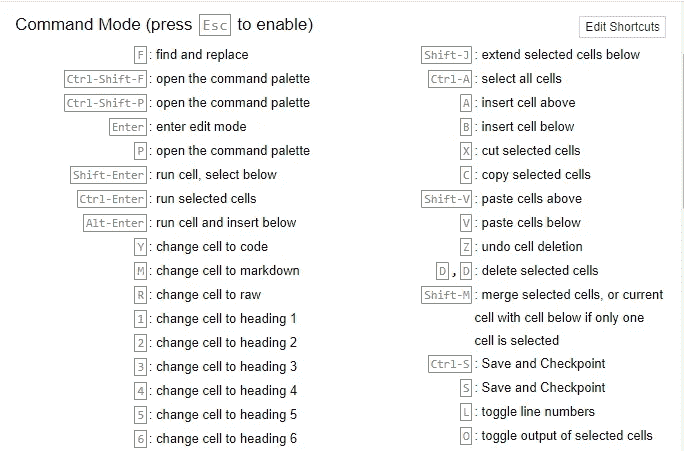 Command Mode (press Esc to enable)
Edit Shortcuts
F : find and replace
Ctrl-Shift-F : open the command palette
Ctrl-Shift-P : open the command palette
Enter : enter edit mode
P : open the command palette
Shift-Enter : run cell, select below
Ctrl-Enter : run selected cells
Alt-Enter : run cell and insert below
Y : change cell to code
M : change cell to markdown
R : change cell to raw
1 : change cell to heading 1
2 : change cell to heading 2
3 : change cell to heading 3
4 : change cell to heading 4
5 : change cell to heading 5
6 : change cell to heading 6
Shift-J : extend selected cells below
Ctrl-A : select all cells
A : insert cell above
B : insert cell below
X : cut selected cells
C : copy selected cells
Shift-V : paste cells above
V : paste cells below
Z : undo cell deletion
D , D : delete selected cells
Shift-M : merge selected cells, or current
cell with cell below if only one
cell is selected
Ctrl-S : Save and Checkpoint
S : Save and Checkpoint
L : toggle line numbers
O : toggle output of selected cells